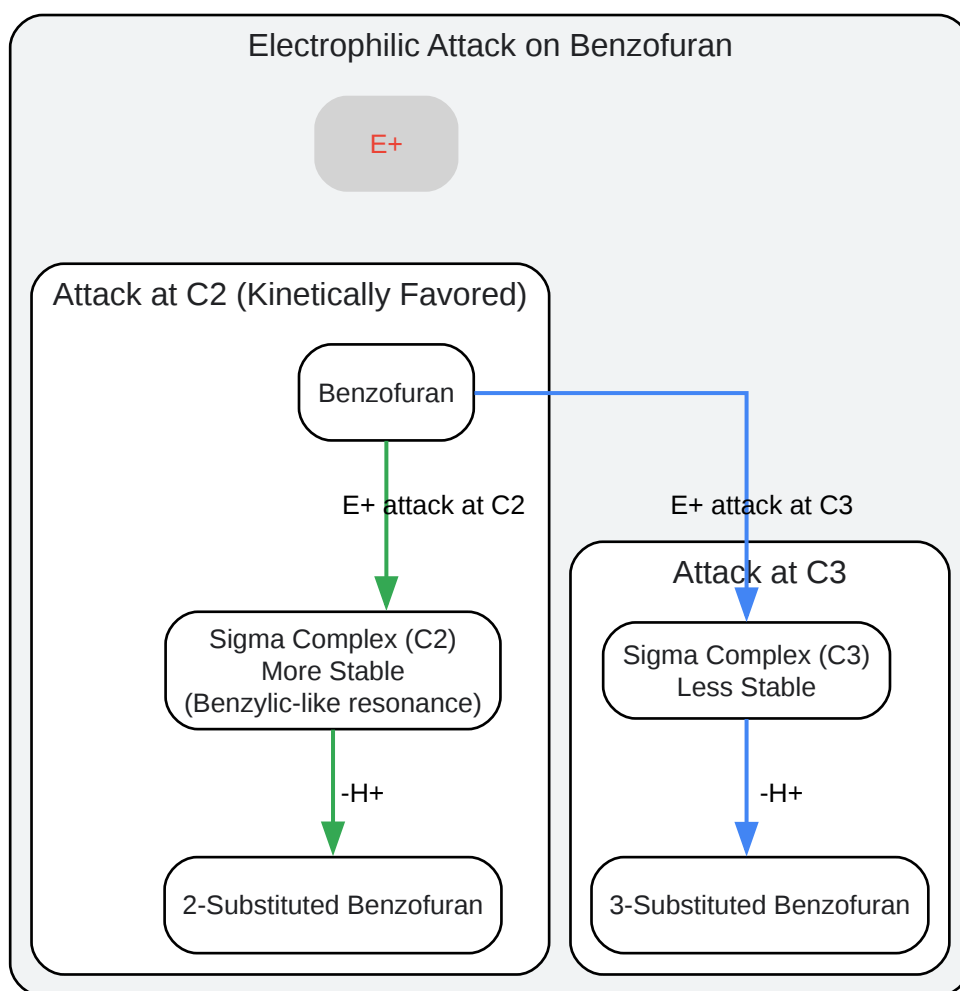 Electrophilic Attack on Benzofuran
E+
Attack at C2 (Kinetically Favored)
Benzofuran
E+ attack at C2
E+ attack at C3
Attack at C3
Sigma Complex (C2)
More Stable
(Benzylic-like resonance)
Sigma Complex (C3)
Less Stable
-H+
-H+
2-Substituted Benzofuran
3-Substituted Benzofuran